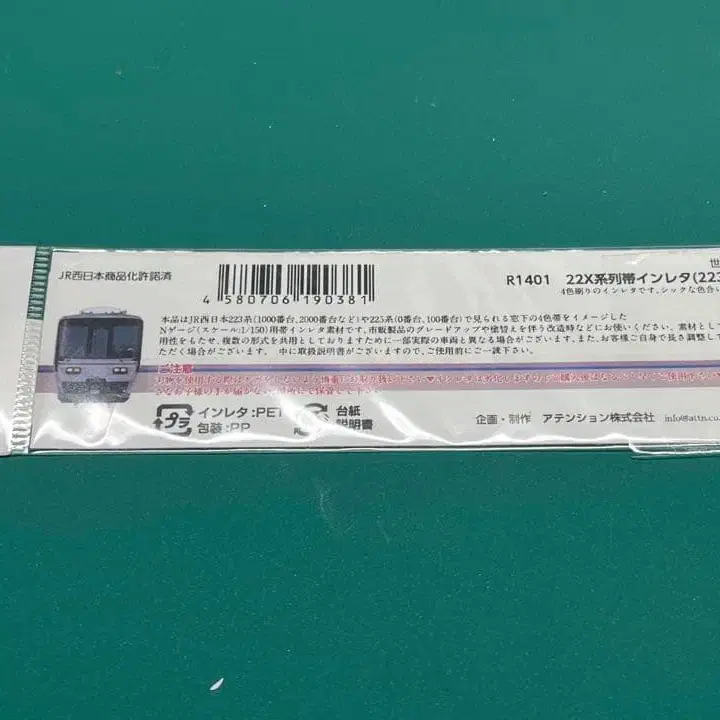 JR西日本商品化許諾済
4 580706 190381
世
R1401 22X系列帯インレタ(223
4色刷りのインレタです。シックな色合い
本品はJR西日本223系(1000番台、2000番台など)や225系(0番台、100番台)で見られる窓下の4色帯をイメージした
Nゲージ(スケール:1/150)用帯インレタ素材です。市販製品のグレードアップや塗替えを伴う改造時などにお使いください。素材として
用性をもたせ、複数の形式を共用としておりますために一部実際の車両と異なる場合がございます。また、お客様ご自身で長さ調整して
ただく場合がございます。 中に取扱説明書がございますので、ご使用前にご一読下さい。
ご注意
プラ
インレタ:PET
包装:PP
台紙
説明書
企画・制作 アテンション株式会社 info@attn.co.